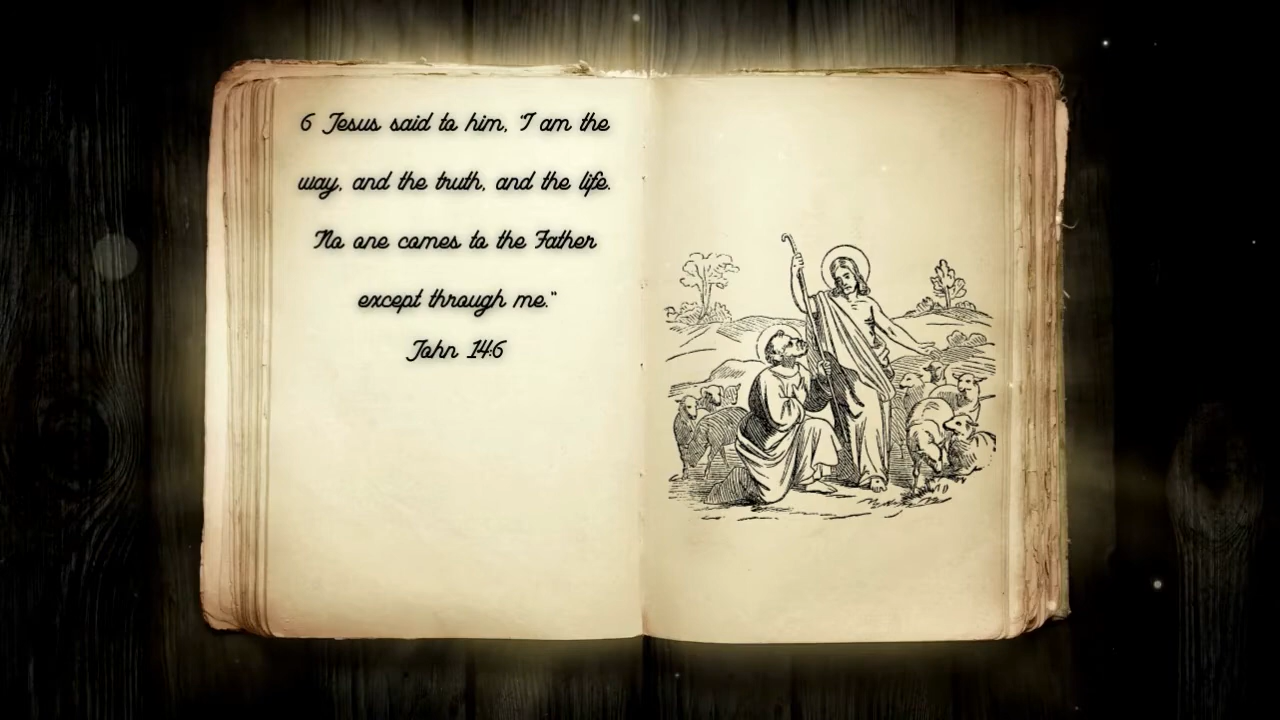 6 Jesus said to him, "I am the
way, and the truth, and the life.
No one comes to the Father
except through me."
John 14:6